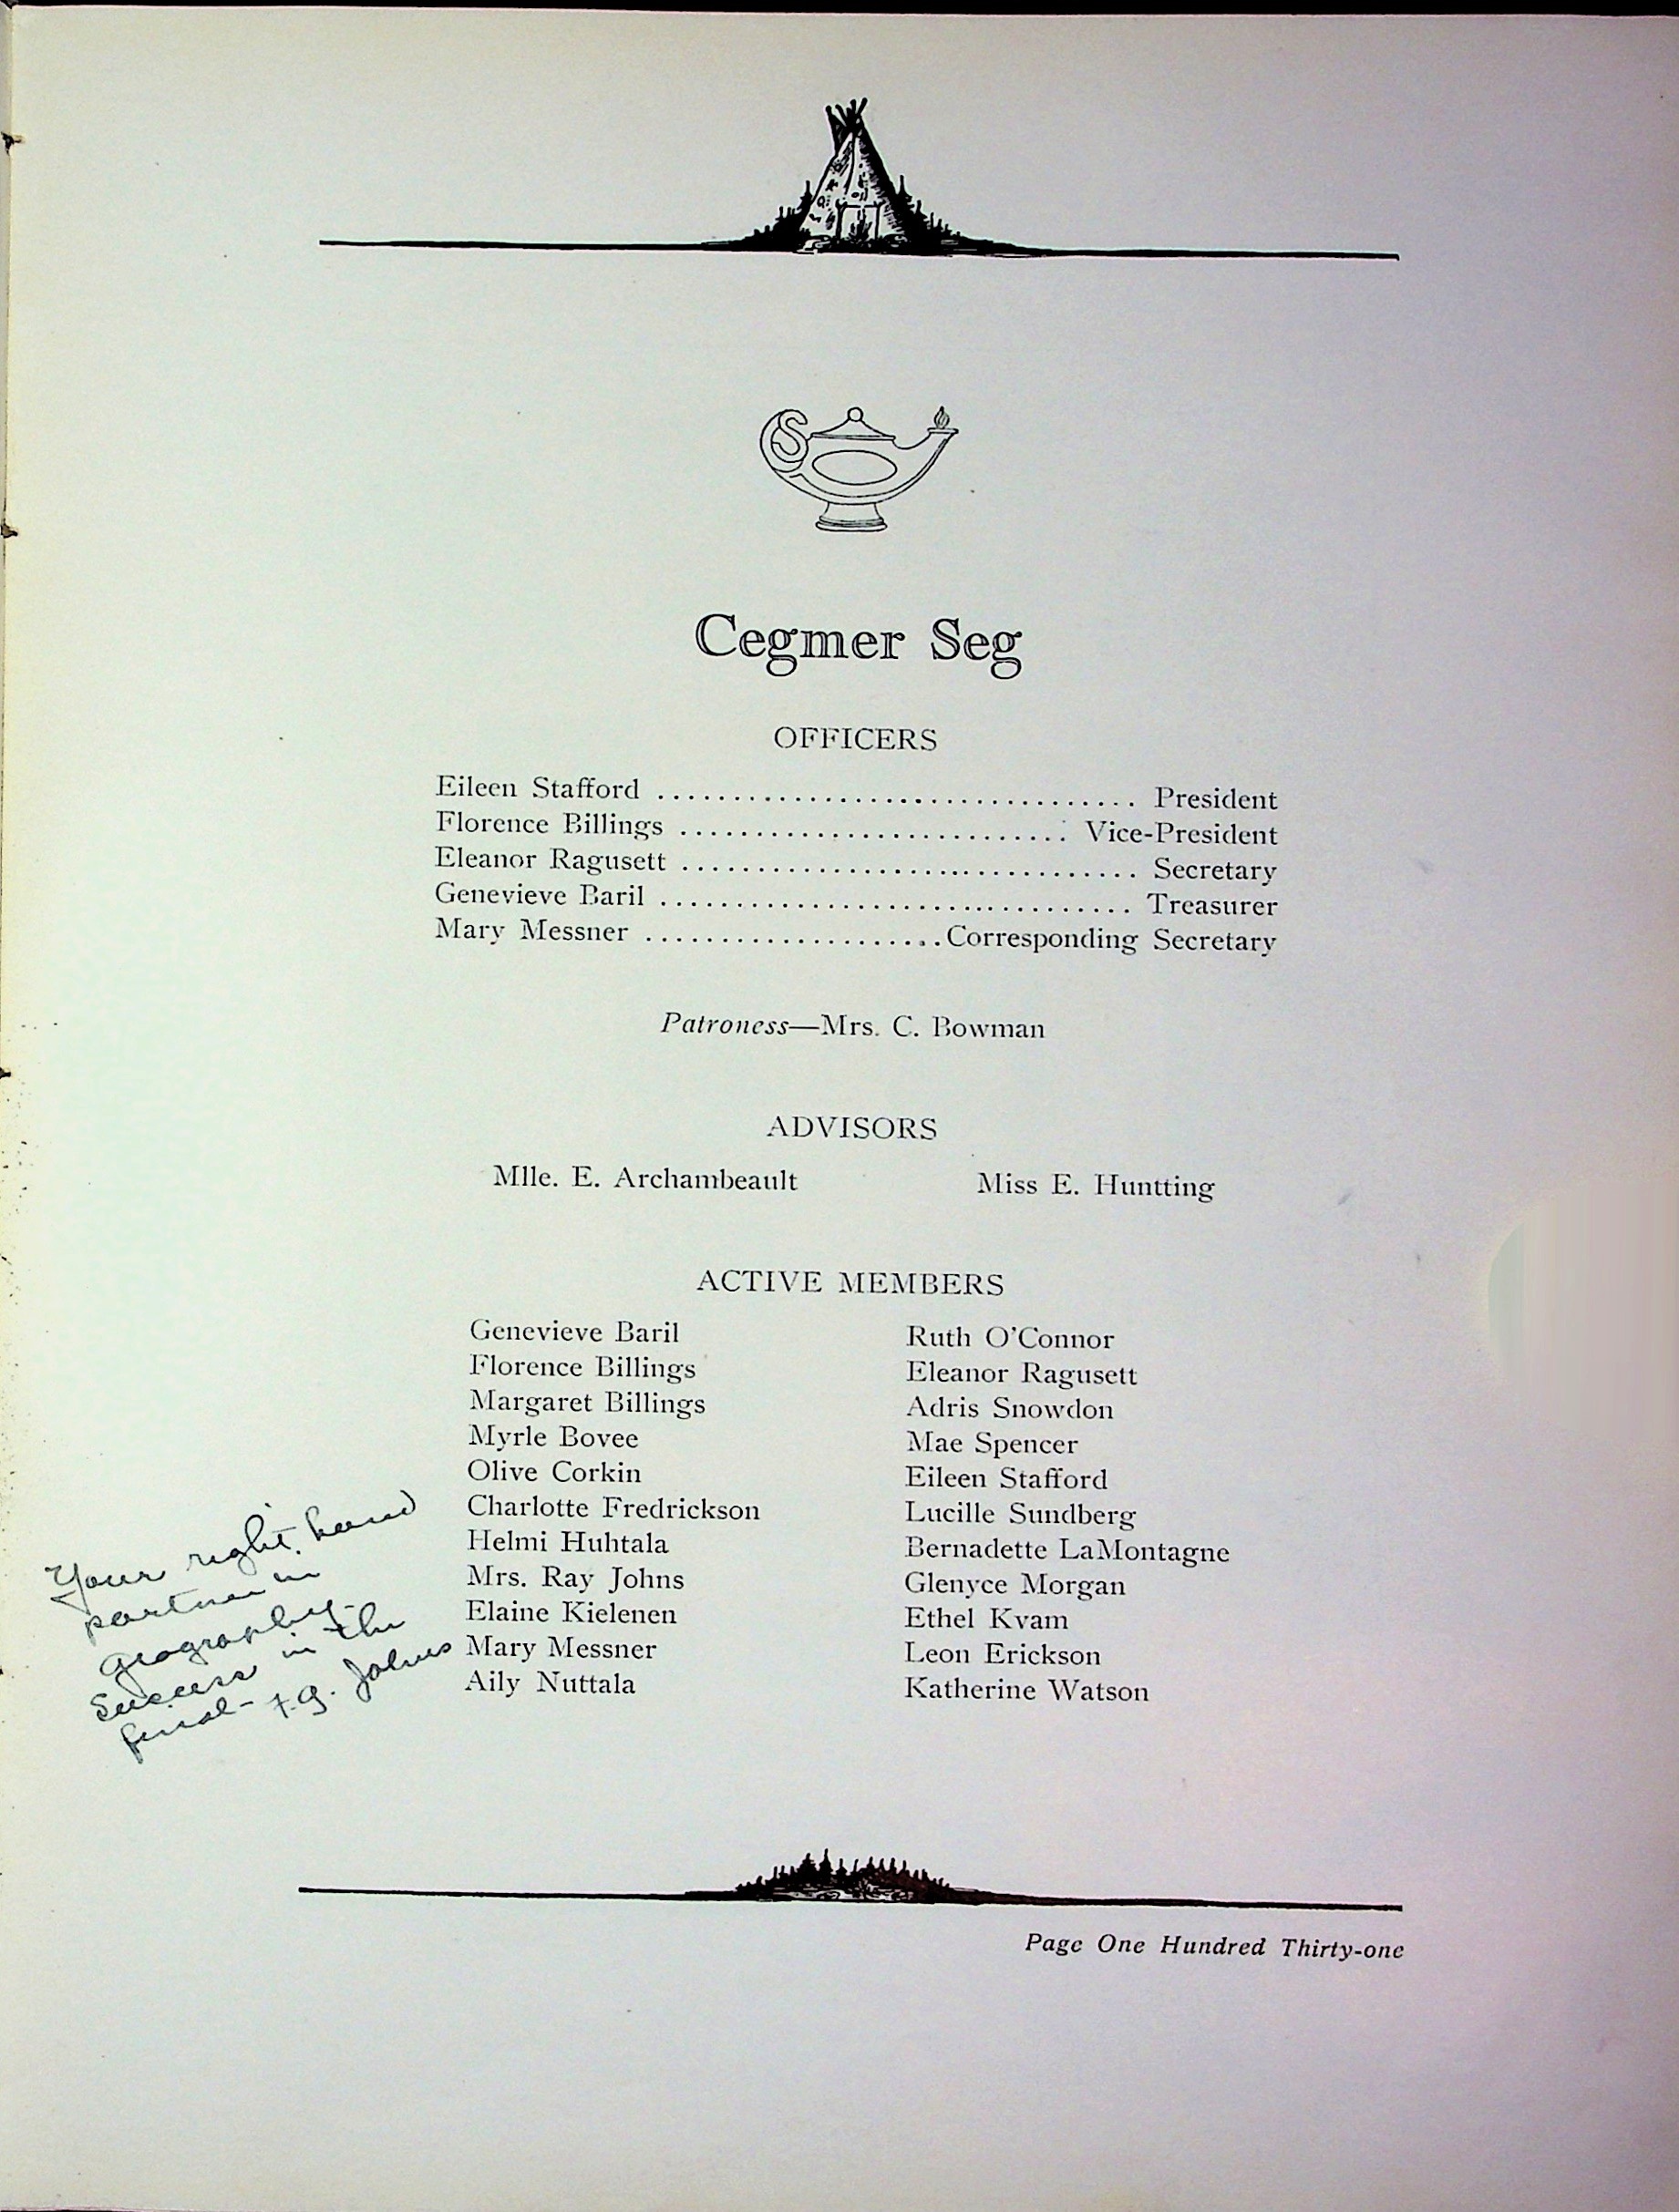 S
Cegmer Seg
OFFICERS
Eileen Stafford ................................ President
Florence Billings .......................... Vice-President
Eleanor Ragusett .............................. Secretary
Genevieve Baril ............................... Treasurer
Mary Messner ....................Corresponding Secretary
Patroness—Mrs. C. Bowman
ADVISORS
Mlle. E. Archambeault Miss E. Huntting
ACTIVE MEMBERS
Genevieve Baril
Florence Billings
Margaret Billings
Myrle Bovee
Olive Corkin
Charlotte Fredrickson
Helmi Huhtala
Mrs. Ray Johns
Elaine Kielenen
Mary Messner
Aily Nuttala
Ruth O'Connor
Eleanor Ragusett
Adris Snowdon
Mae Spencer
Eileen Stafford
Lucille Sundberg
Bernadette LaMontagne
Glenyce Morgan
Ethel Kvam
Leon Erickson
Katherine Watson
Your right hand
partner in
geography.
Success in the
final- F.G. Johns
Page One Hundred Thirty-one